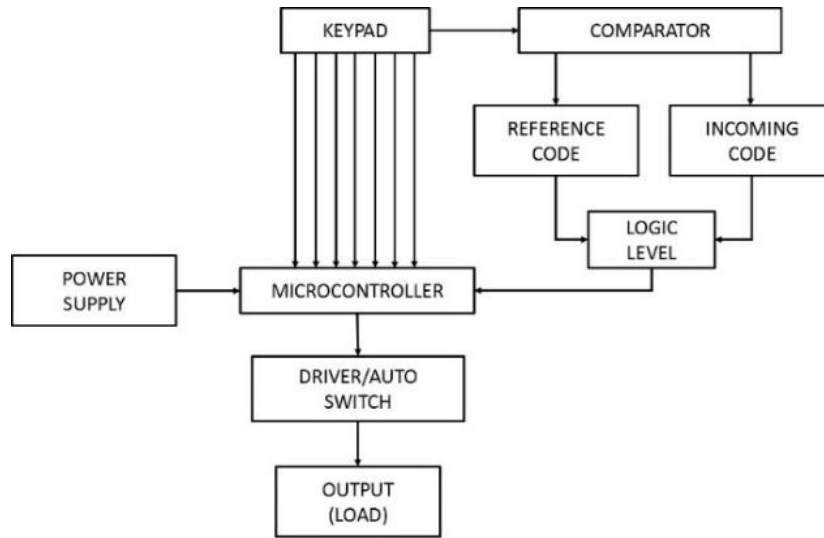 KEYPAD
COMPARATOR
REFERENCE
CODE
INCOMING
CODE
LOGIC
LEVEL
POWER
SUPPLY
MICROCONTROLLER
DRIVER/AUTO
SWITCH
OUTPUT
(LOAD)